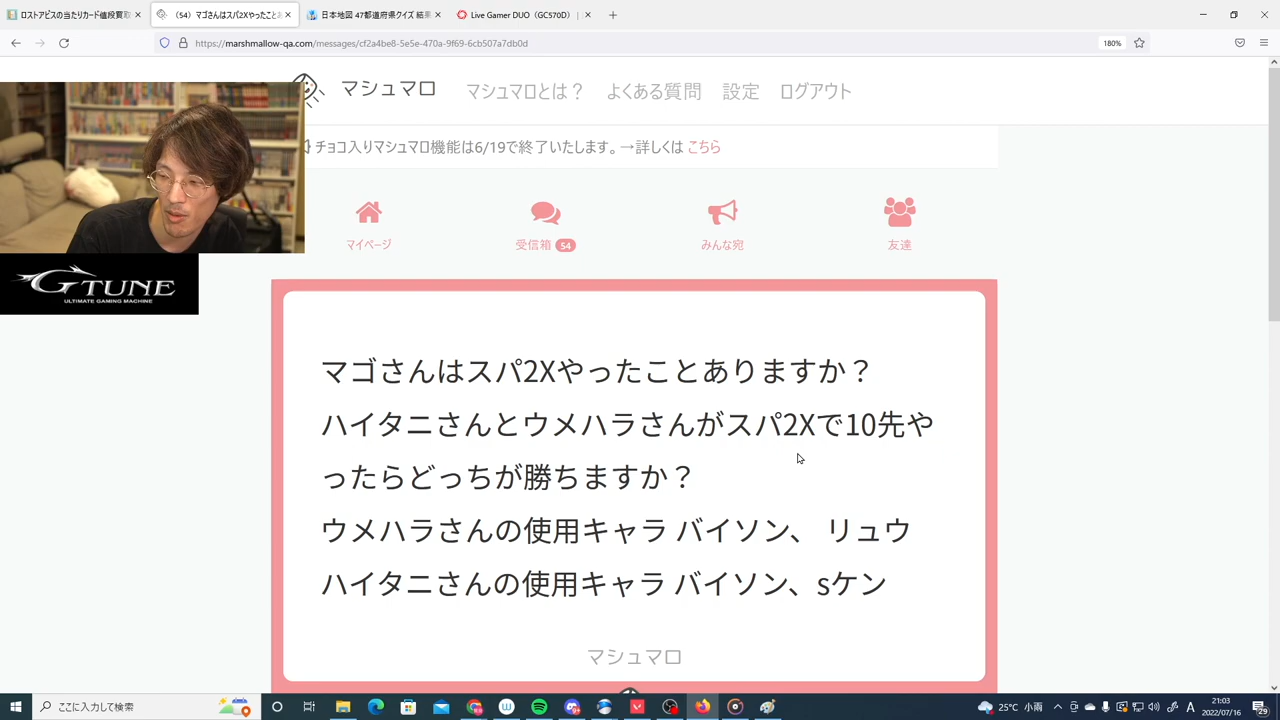 ロストアビスの当たりカード値段買取
（54）マゴさんはスパ2Xやったことあ
日本地図 47都道府県クイズ 結果
Live Gamer DUO（GC570D）｜
https://marshmallow-qa.com/messages/cf2a4be8-5e5e-470a-9f69-6cb507a7db0d
180%
マシュマロ
マシュマロとは？ よくある質問 設定 ログアウト
チョコ入りマシュマロ機能は6/19で終了いたします。→詳しくは こちら
マイページ
受信箱 54
みんな宛
友達
GTUNE
ULTIMATE GAMING MACHINE
マゴさんはスパ2Xやったことありますか？
ハイタニさんとウメハラさんがスパ2Xで10先や
ったらどっちが勝ちますか？
ウメハラさんの使用キャラ バイソン、 リュウ
ハイタニさんの使用キャラ バイソン、sケン
マシュマロ
ここに入力して検索
25°C 小雨
21:03
2022/07/16
29